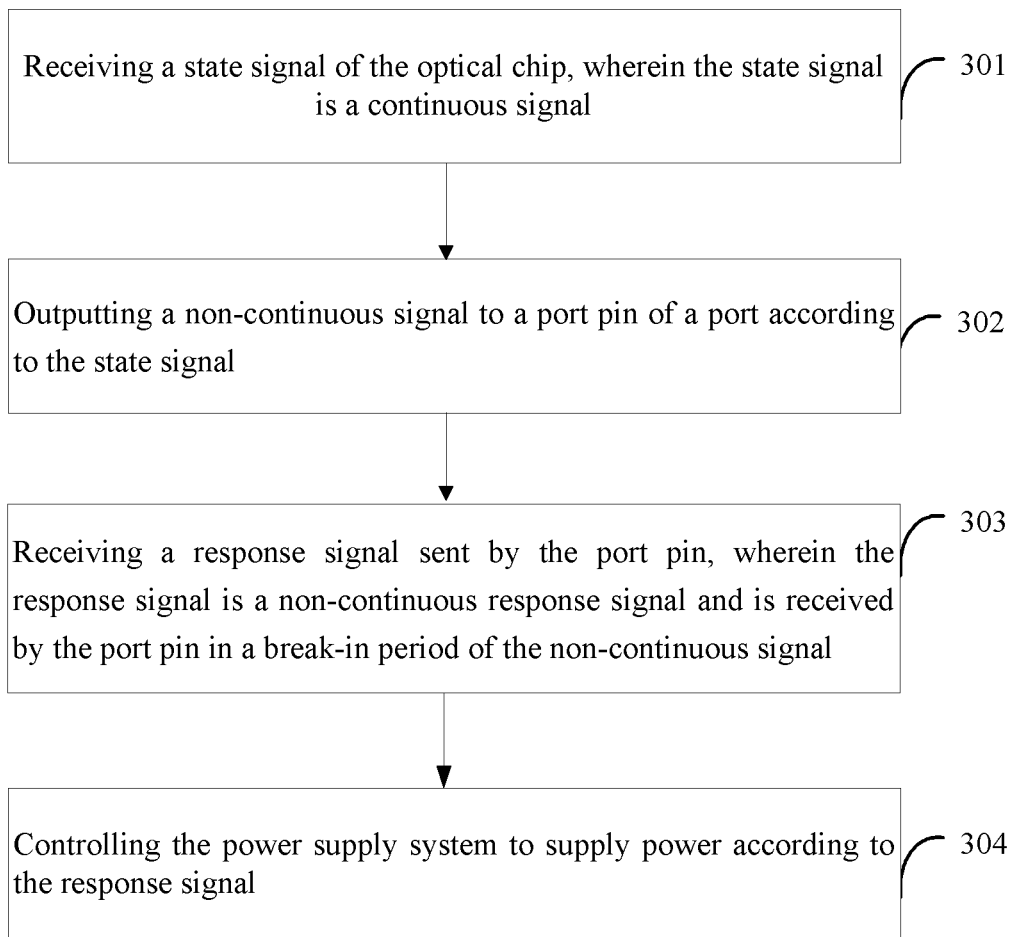 Receiving a state signal of the optical chip, wherein the state signal
is a continuous signal
301
Outputting a non-continuous signal to a port pin of a port according
to the state signal
302
Receiving a response signal sent by the port pin, wherein the
response signal is a non-continuous response signal and is received
by the port pin in a break-in period of the non-continuous signal
303
Controlling the power supply system to supply power according to
the response signal
304